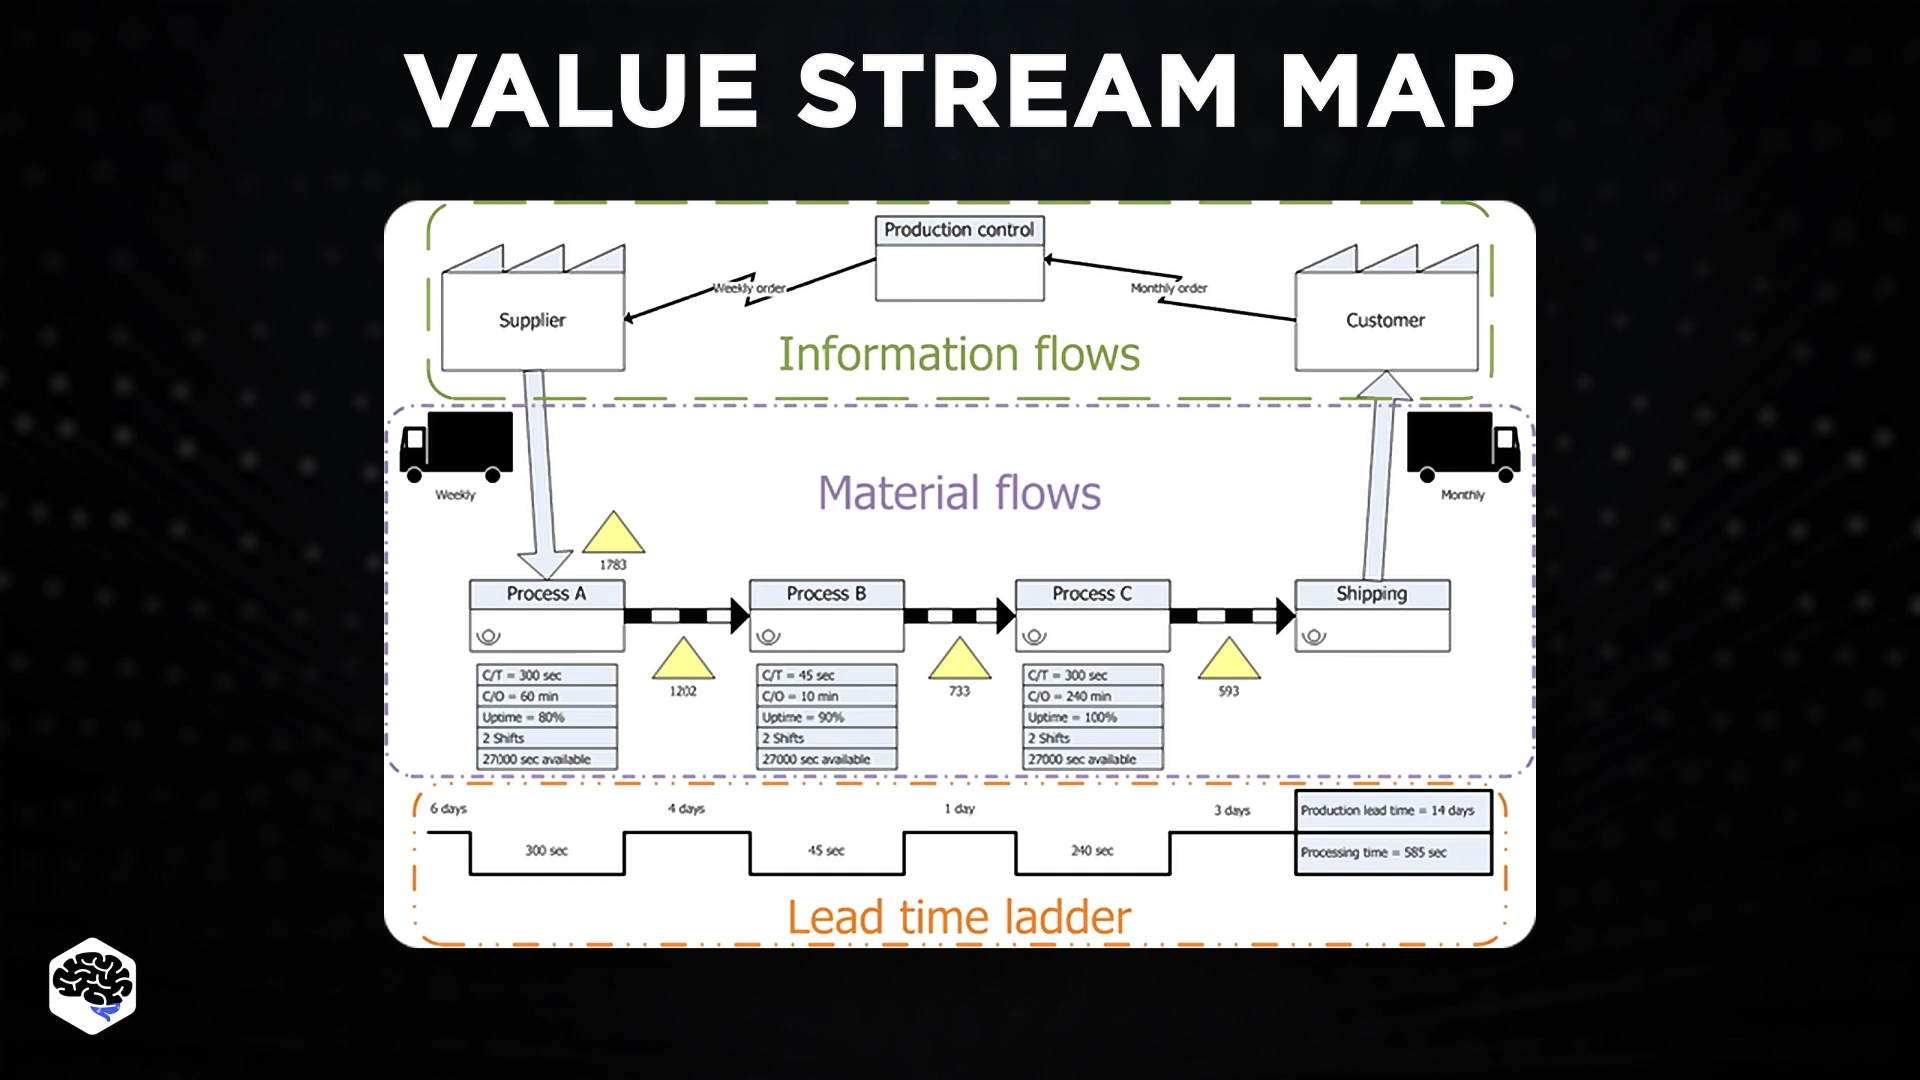 VALUE STREAM MAP
Production control
Weekly order
Monthly order
Supplier
Customer
Information flows
Weekly
Material flows
Monthly
1783
Process A
Process B
Process C
Shipping
1202
733
593
C/T = 300 sec
C/O = 60 min
Uptime = 80%
2 Shifts
27000 sec available
C/T = 45 sec
C/O = 10 min
Uptime = 90%
2 Shifts
27000 sec available
C/T = 300 sec
C/O = 240 min
Uptime = 100%
2 Shifts
27000 sec available
6 days
4 days
1 day
3 days
Production lead time = 14 days
300 sec
45 sec
240 sec
Processing time = 585 sec
Lead time ladder